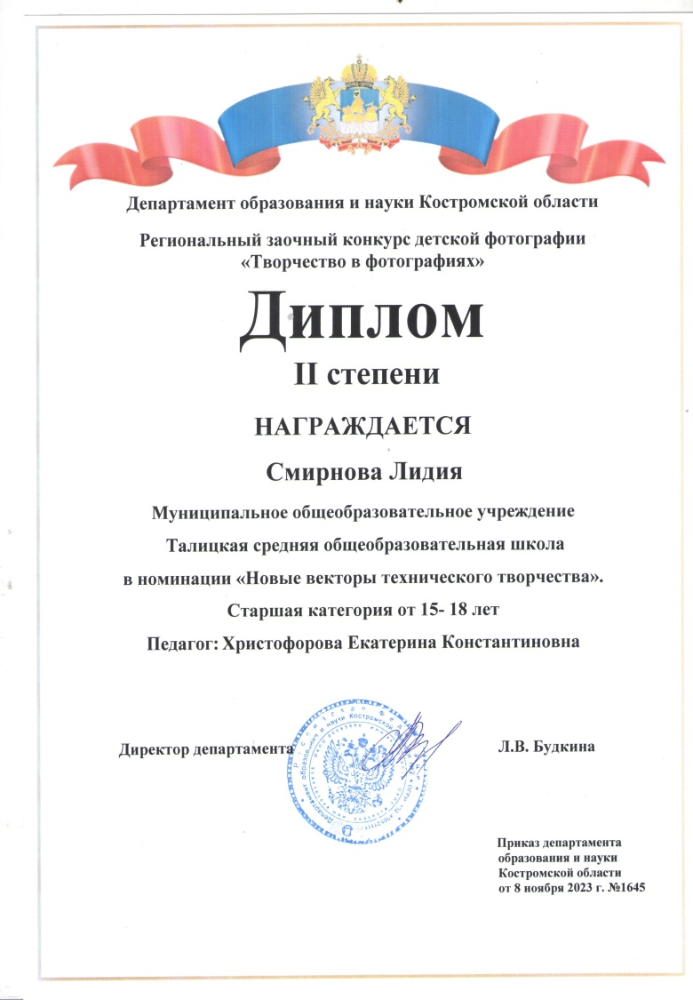 Департамент образования и науки Костромской области
Региональный заочный конкурс детской фотографии
«Творчество в фотографиях»
Диплом
II степени
НАГРАЖДАЕТСЯ
Смирнова Лидия
Муниципальное общеобразовательное учреждение
Талицкая средняя общеобразовательная школа
в номинации «Новые векторы технического творчества».
Старшая категория от 15- 18 лет
Педагог: Христофорова Екатерина Константиновна
Директор департамента
Л.В. Будкина
Приказ департамента
образования и науки
Костромской области
от 8 ноября 2023 г. №1645